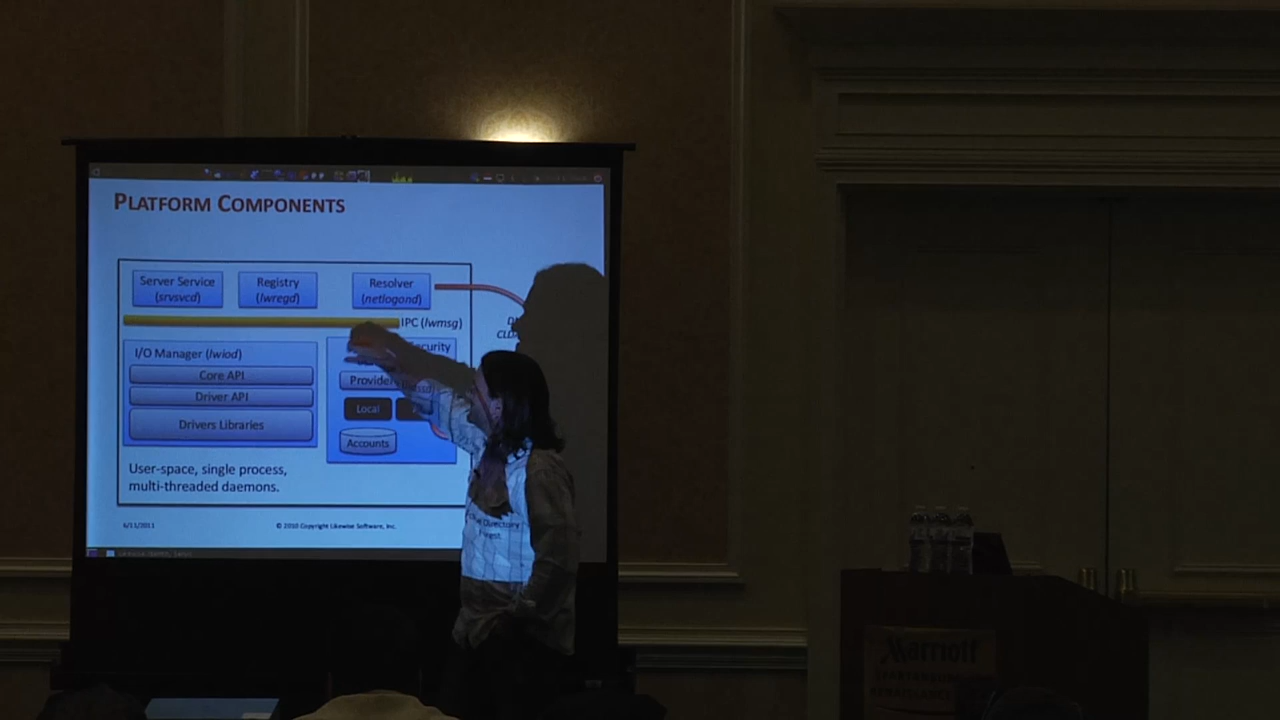 PLATFORM COMPONENTS
Server Service
(srvsvcd)
Registry
(lwregd)
Resolver
(netlogond)
IPC (lwmsg)
I/O Manager (lwiod)
Core API
Driver API
Drivers Libraries
Security
Provider
Local
Accounts
User-space, single process,
multi-threaded daemons.
Directory
6/13/2011
© 2010 Copyright Likewise Software, Inc.
Marriott